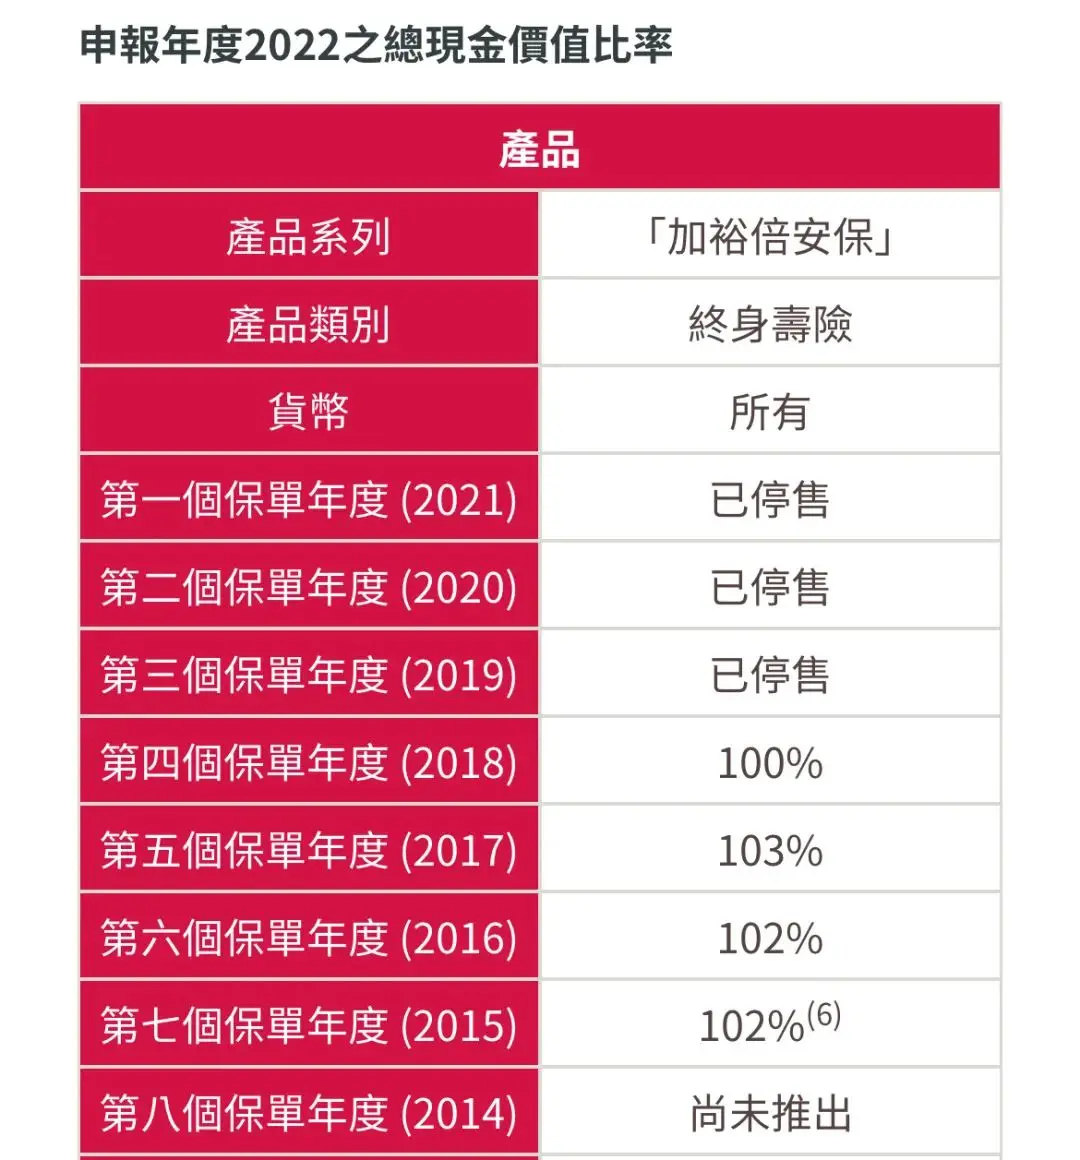 申報年度2022之總現金價值比率
產品
產品系列 「加裕倍安保」
產品類別 終身壽險
貨幣 所有
第一個保單年度 (2021) 已停售
第二個保單年度 (2020) 已停售
第三個保單年度 (2019) 已停售
第四個保單年度 (2018) 100%
第五個保單年度 (2017) 103%
第六個保單年度 (2016) 102%
第七個保單年度 (2015) 102%(6)
第八個保單年度 (2014) 尚未推出